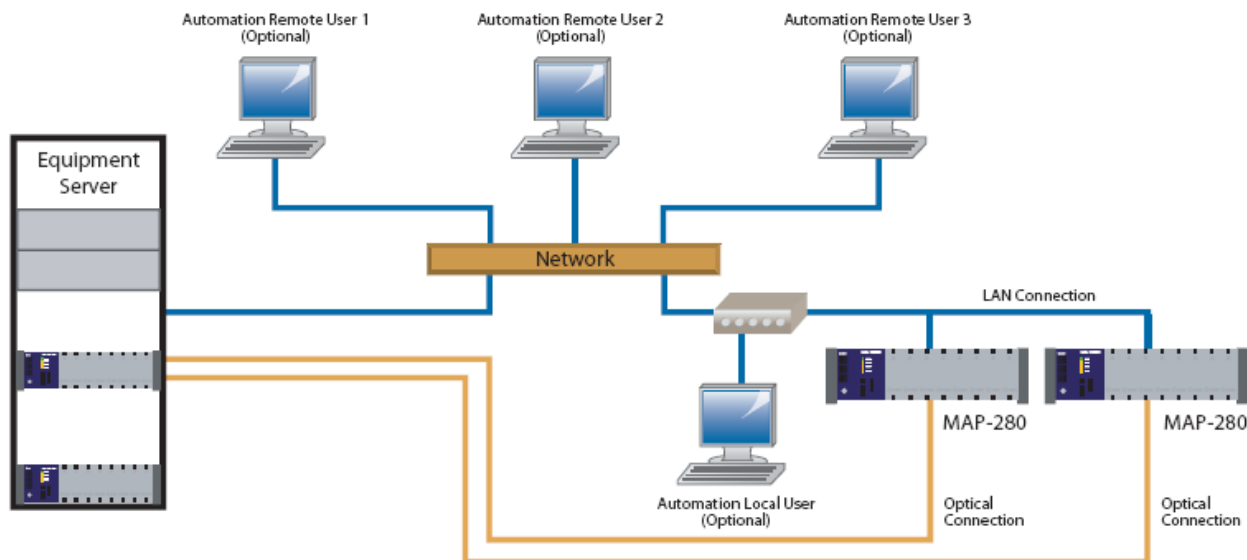 Automation Remote User 1
(Optional)
Automation Remote User 2
(Optional)
Automation Remote User 3
(Optional)
Equipment
Server
Network
LAN Connection
MAP-280
MAP-280
Automation Local User
(Optional)
Optical
Connection
Optical
Connection